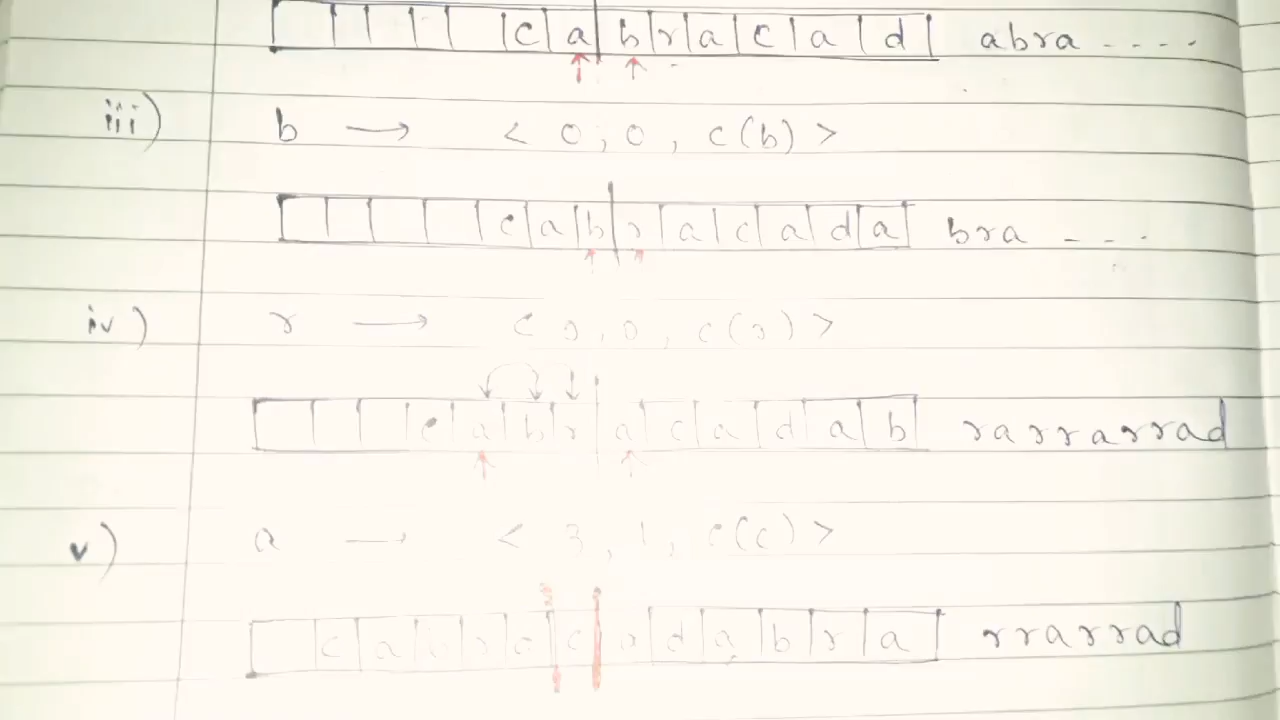 c a b r a c a d abra ....
iii) b → < 0, 0, c(b) >
c a b r a c a d a bra - - -
iv) r → < 0, 0, c(r) >
c a b r a c a d a b rarrarrad
v) a → < 3, 1, c(c) >
c a b r a c a d a b r a rrarrad